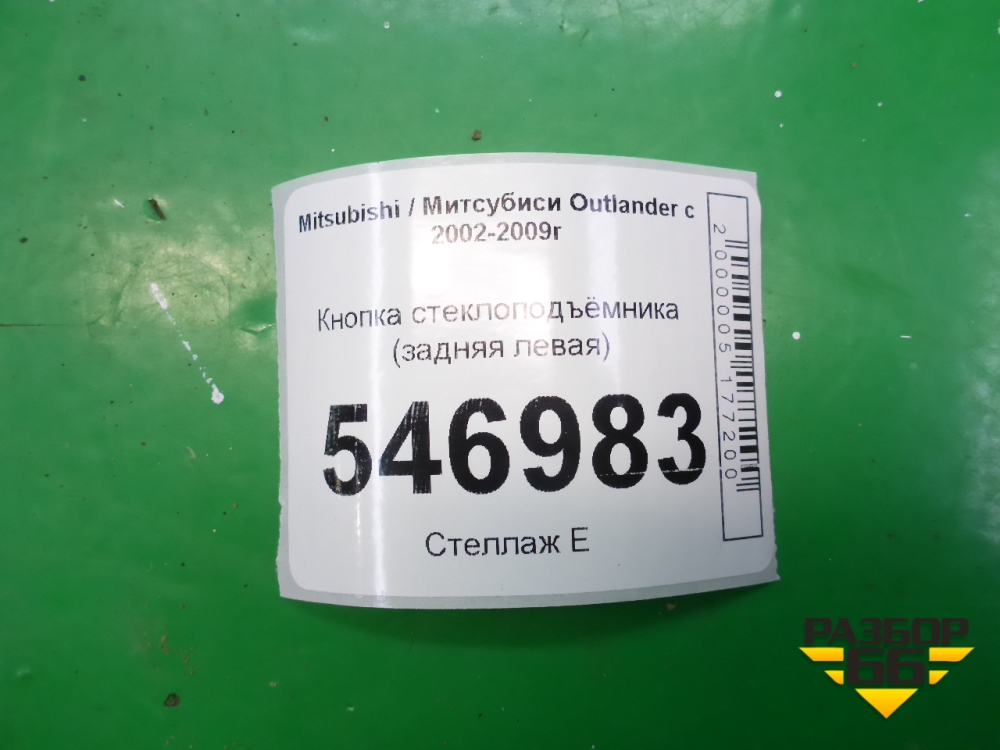 Mitsubishi / Митсубиси Outlander с
2002-2009г
Кнопка стеклоподъёмника
(задняя левая)
546983
Стеллаж Е
2000005177200
РАЗБОР
66